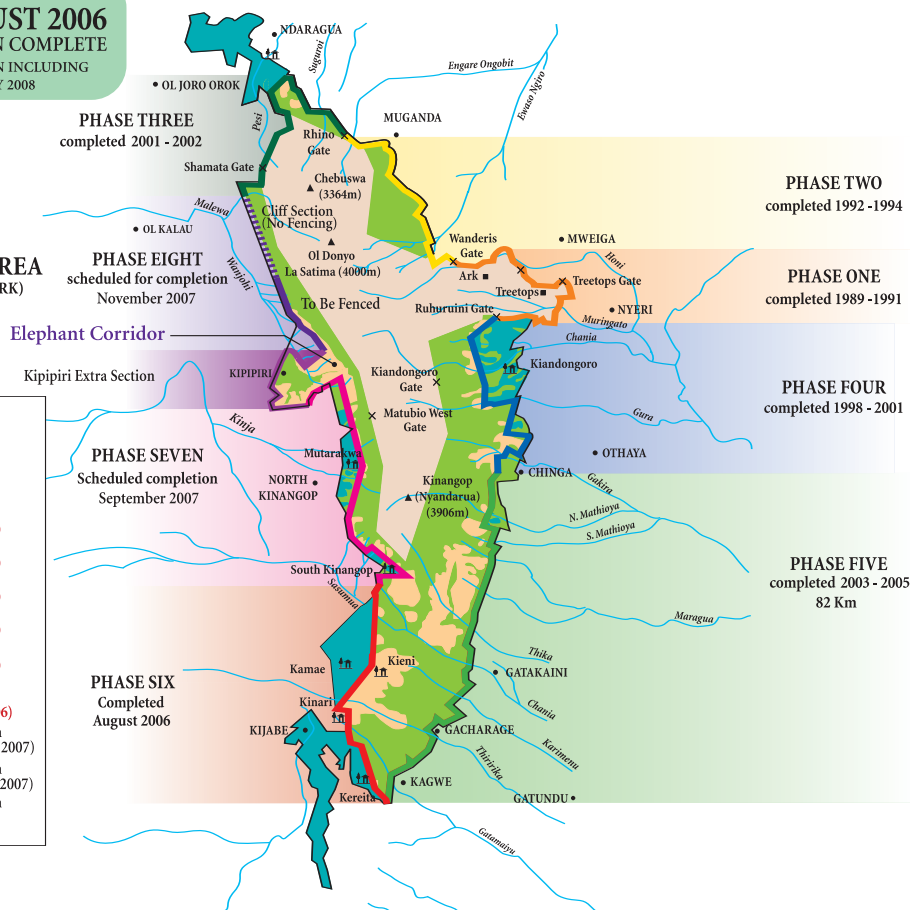 UST 2006
N COMPLETE
N INCLUDING
Y 2008
NDARAGUA
Suguroi
Engare Ongobit
Ewaso Ngiro
OL JORO OROK
Pesi
PHASE THREE
completed 2001 - 2002
MUGANDA
Rhino
Gate
Shamata Gate
Chebuswa
(3364m)
PHASE TWO
completed 1992 -1994
Malewa
Cliff Section
(No Fencing)
OL KALAU
Wanjohi
Ol Donyo
La Satima (4000m)
Wanderis
Gate
MWEIGA
Honi
PHASE EIGHT
scheduled for completion
November 2007
REA
RK)
Ark
Treetops Gate
Treetops
PHASE ONE
completed 1989 -1991
To Be Fenced
Ruhuruini Gate
NYERI
Muringato
Elephant Corridor
Chania
Kipipiri Extra Section
KIPIPIRI
Kiandongoro
Gate
Kiandongoro
PHASE FOUR
completed 1998 - 2001
Matubio West
Gate
Gura
Kinja
PHASE SEVEN
Scheduled completion
September 2007
Mutarakwa
NORTH
KINANGOP
OTHAYA
CHINGA
Gakira
Kinangop
(Nyandarua)
(3906m)
N. Mathioya
S. Mathioya
South Kinangop
Sasumua
PHASE FIVE
completed 2003 - 2005
82 Km
Maragua
Thika
Kamae
Kieni
GATAKAINI
PHASE SIX
Completed
August 2006
Kinari
Chania
KIJABE
GACHARAGE
Karimenu
Thiririka
6)
2007)
2007)
KAGWE
Kereita
GATUNDU
Gatamaiyu